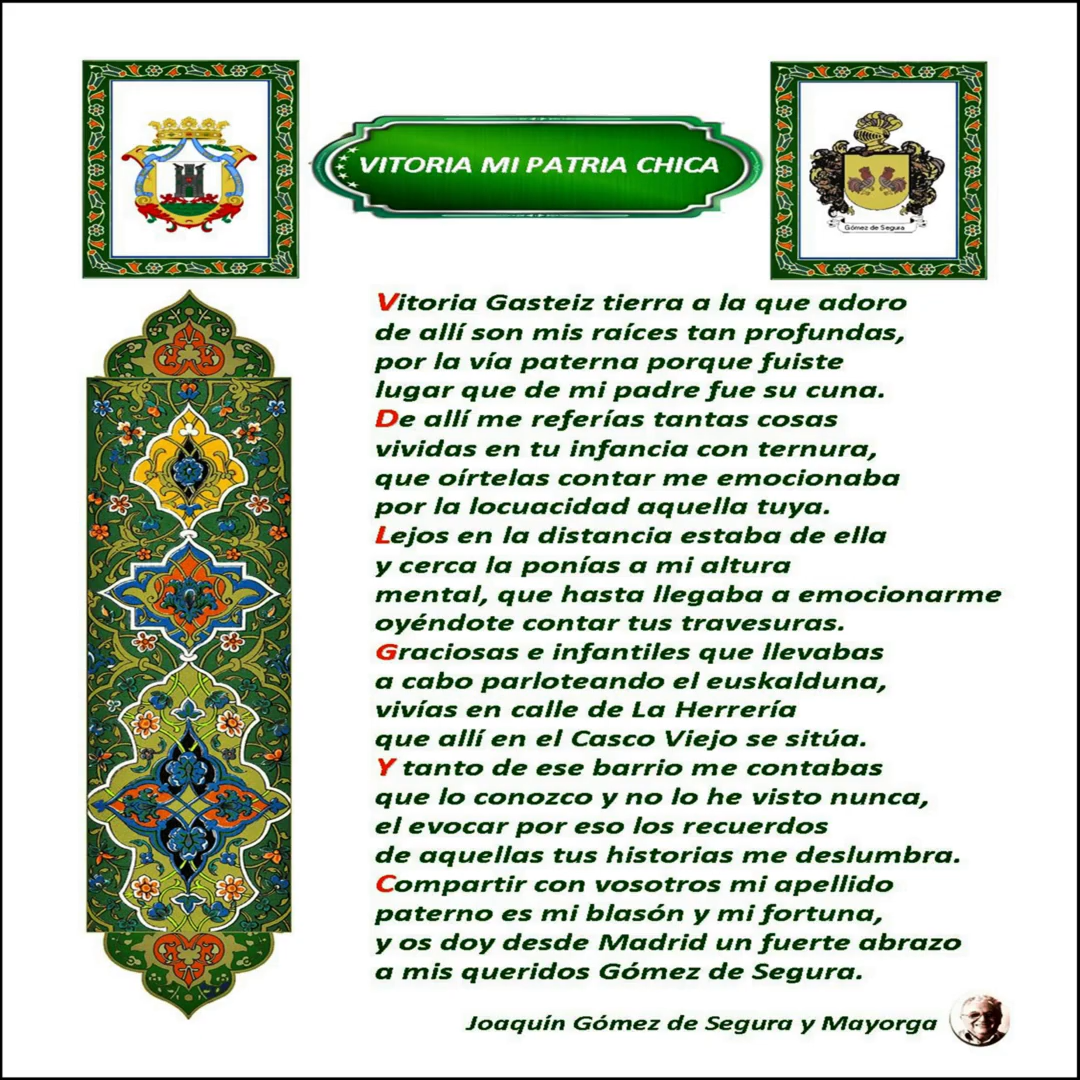 VITORIA MI PATRIA CHICA
Gómez de Segura
Vitoria Gasteiz tierra a la que adoro
de allí son mis raíces tan profundas,
por la vía paterna porque fuiste
lugar que de mi padre fue su cuna.
De allí me referías tantas cosas
vividas en tu infancia con ternura,
que oírtelas contar me emocionaba
por la locuacidad aquella tuya.
Lejos en la distancia estaba de ella
y cerca la ponías a mi altura
mental, que hasta llegaba a emocionarme
oyéndote contar tus travesuras.
Graciosas e infantiles que llevabas
a cabo parloteando el euskalduna,
vivías en calle de La Herrería
que allí en el Casco Viejo se sitúa.
Y tanto de ese barrio me contabas
que lo conozco y no lo he visto nunca,
el evocar por eso los recuerdos
de aquellas tus historias me deslumbra.
Compartir con vosotros mi apellido
paterno es mi blasón y mi fortuna,
y os doy desde Madrid un fuerte abrazo
a mis queridos Gómez de Segura.
Joaquín Gómez de Segura y Mayorga